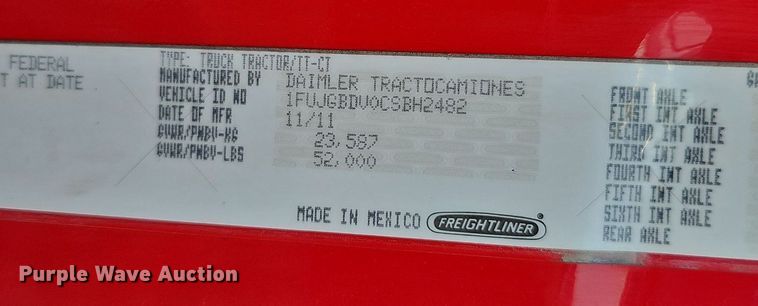 FEDERAL
T AT DATE
TYPE: TRUCK TRACTOR/TT-CT
MANUFACTURED BY DAIMLER TRACTOCAMIONES
VEHICLE ID NO 1FUJGBDV0CSBH2482
DATE OF MFR 11/11
GVWR/PNBV-KG 23,587
GVWR/PNBV-LBS 52,000
MADE IN MEXICO FREIGHTLINER
FRONT AXLE
FIRST INT AXLE
SECOND INT AXLE
THIRD INT AXLE
FOURTH INT AXLE
FIFTH INT AXLE
SIXTH INT AXLE
REAR AXLE
Purple Wave Auction